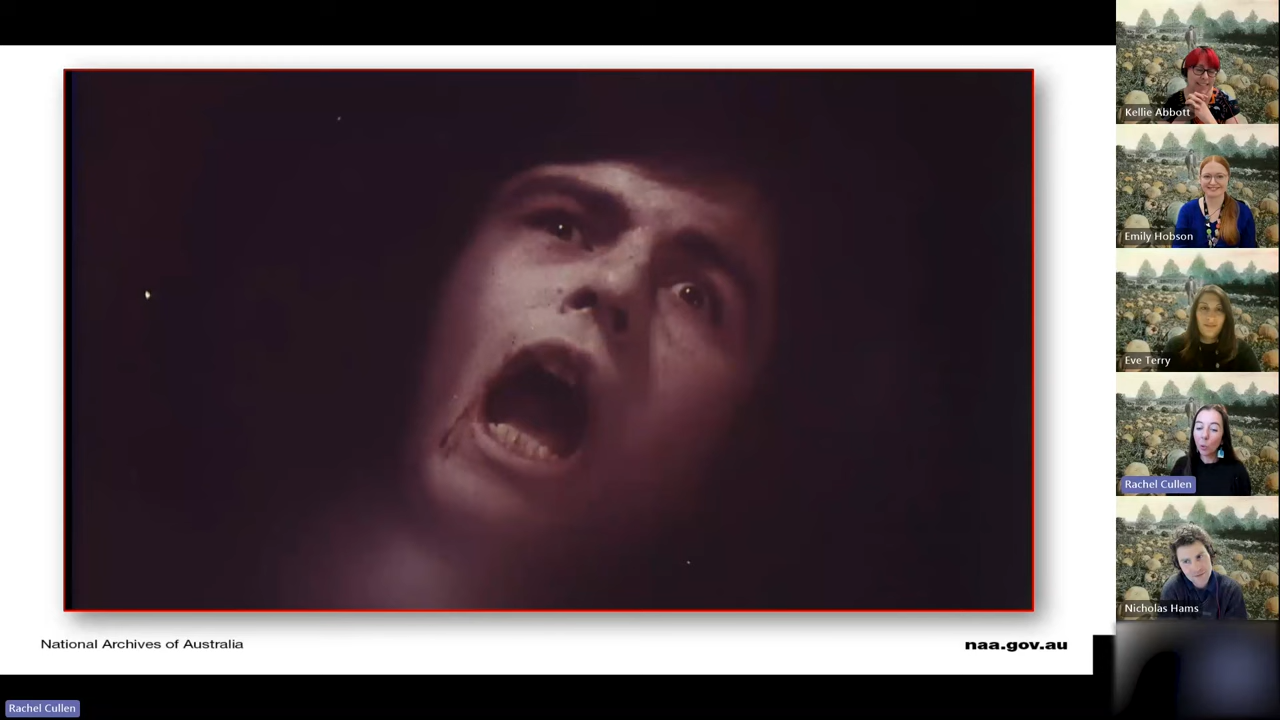 Kellie Abbott
Emily Hobson
Eve Terry
Rachel Cullen
Nicholas Hams
National Archives of Australia
naa.gov.au
Rachel Cullen